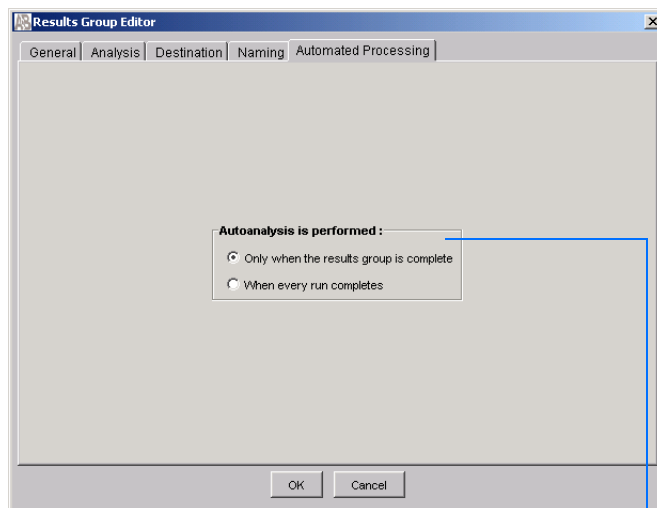 Results Group Editor
General Analysis Destination Naming Automated Processing
Autoanalysis is performed :
Only when the results group is complete
When every run completes
OK Cancel